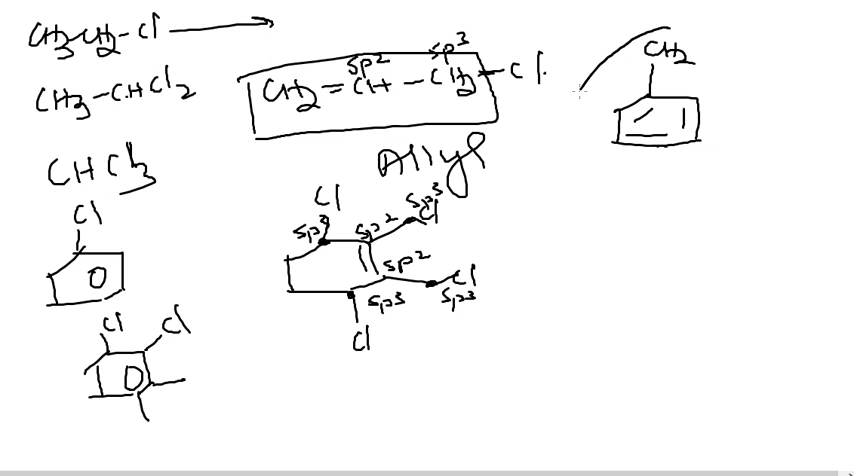 CH3CH2-Cl
CH3-CHCl2
CHCl3
Cl
Cl Cl
sp2 sp3
CH2=CH-CH2-Cl
Allyl
Cl sp3
sp3 sp2 Cl
sp2 Cl
sp3 sp3
Cl
CH2